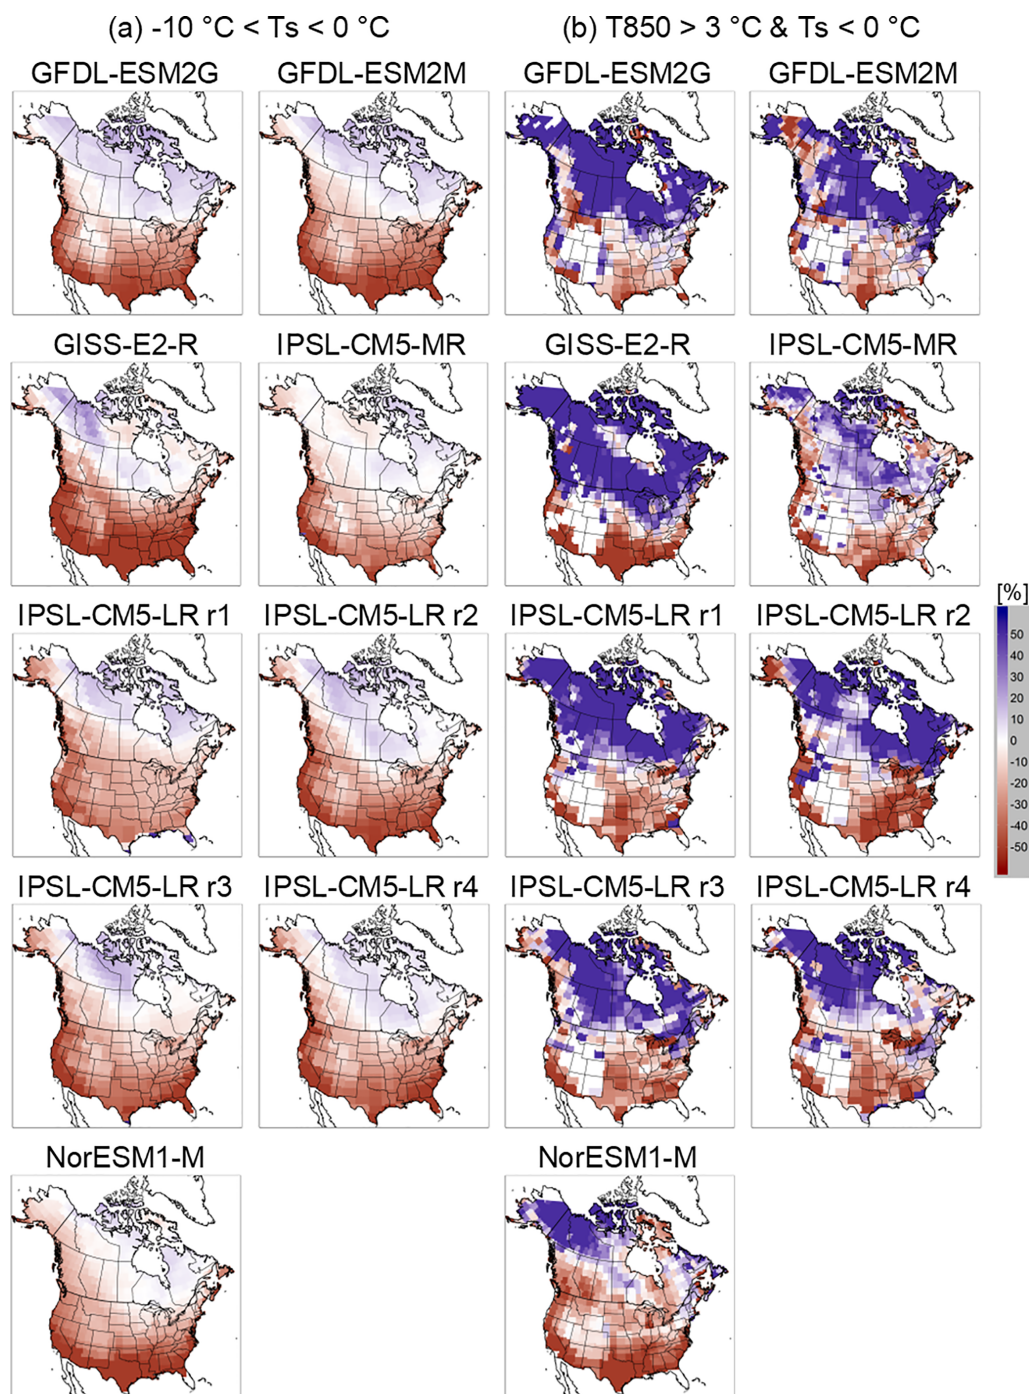 (a) -10 °C < Ts < 0 °C
(b) T850 > 3 °C & Ts < 0 °C
GFDL-ESM2G
GFDL-ESM2M
GFDL-ESM2G
GFDL-ESM2M
GISS-E2-R
IPSL-CM5-MR
GISS-E2-R
IPSL-CM5-MR
[%]
IPSL-CM5-LR r1
IPSL-CM5-LR r2
IPSL-CM5-LR r1
IPSL-CM5-LR r2
50
40
30
20
10
0
-10
-20
-30
-40
-50
IPSL-CM5-LR r3
IPSL-CM5-LR r4
IPSL-CM5-LR r3
IPSL-CM5-LR r4
NorESM1-M
NorESM1-M